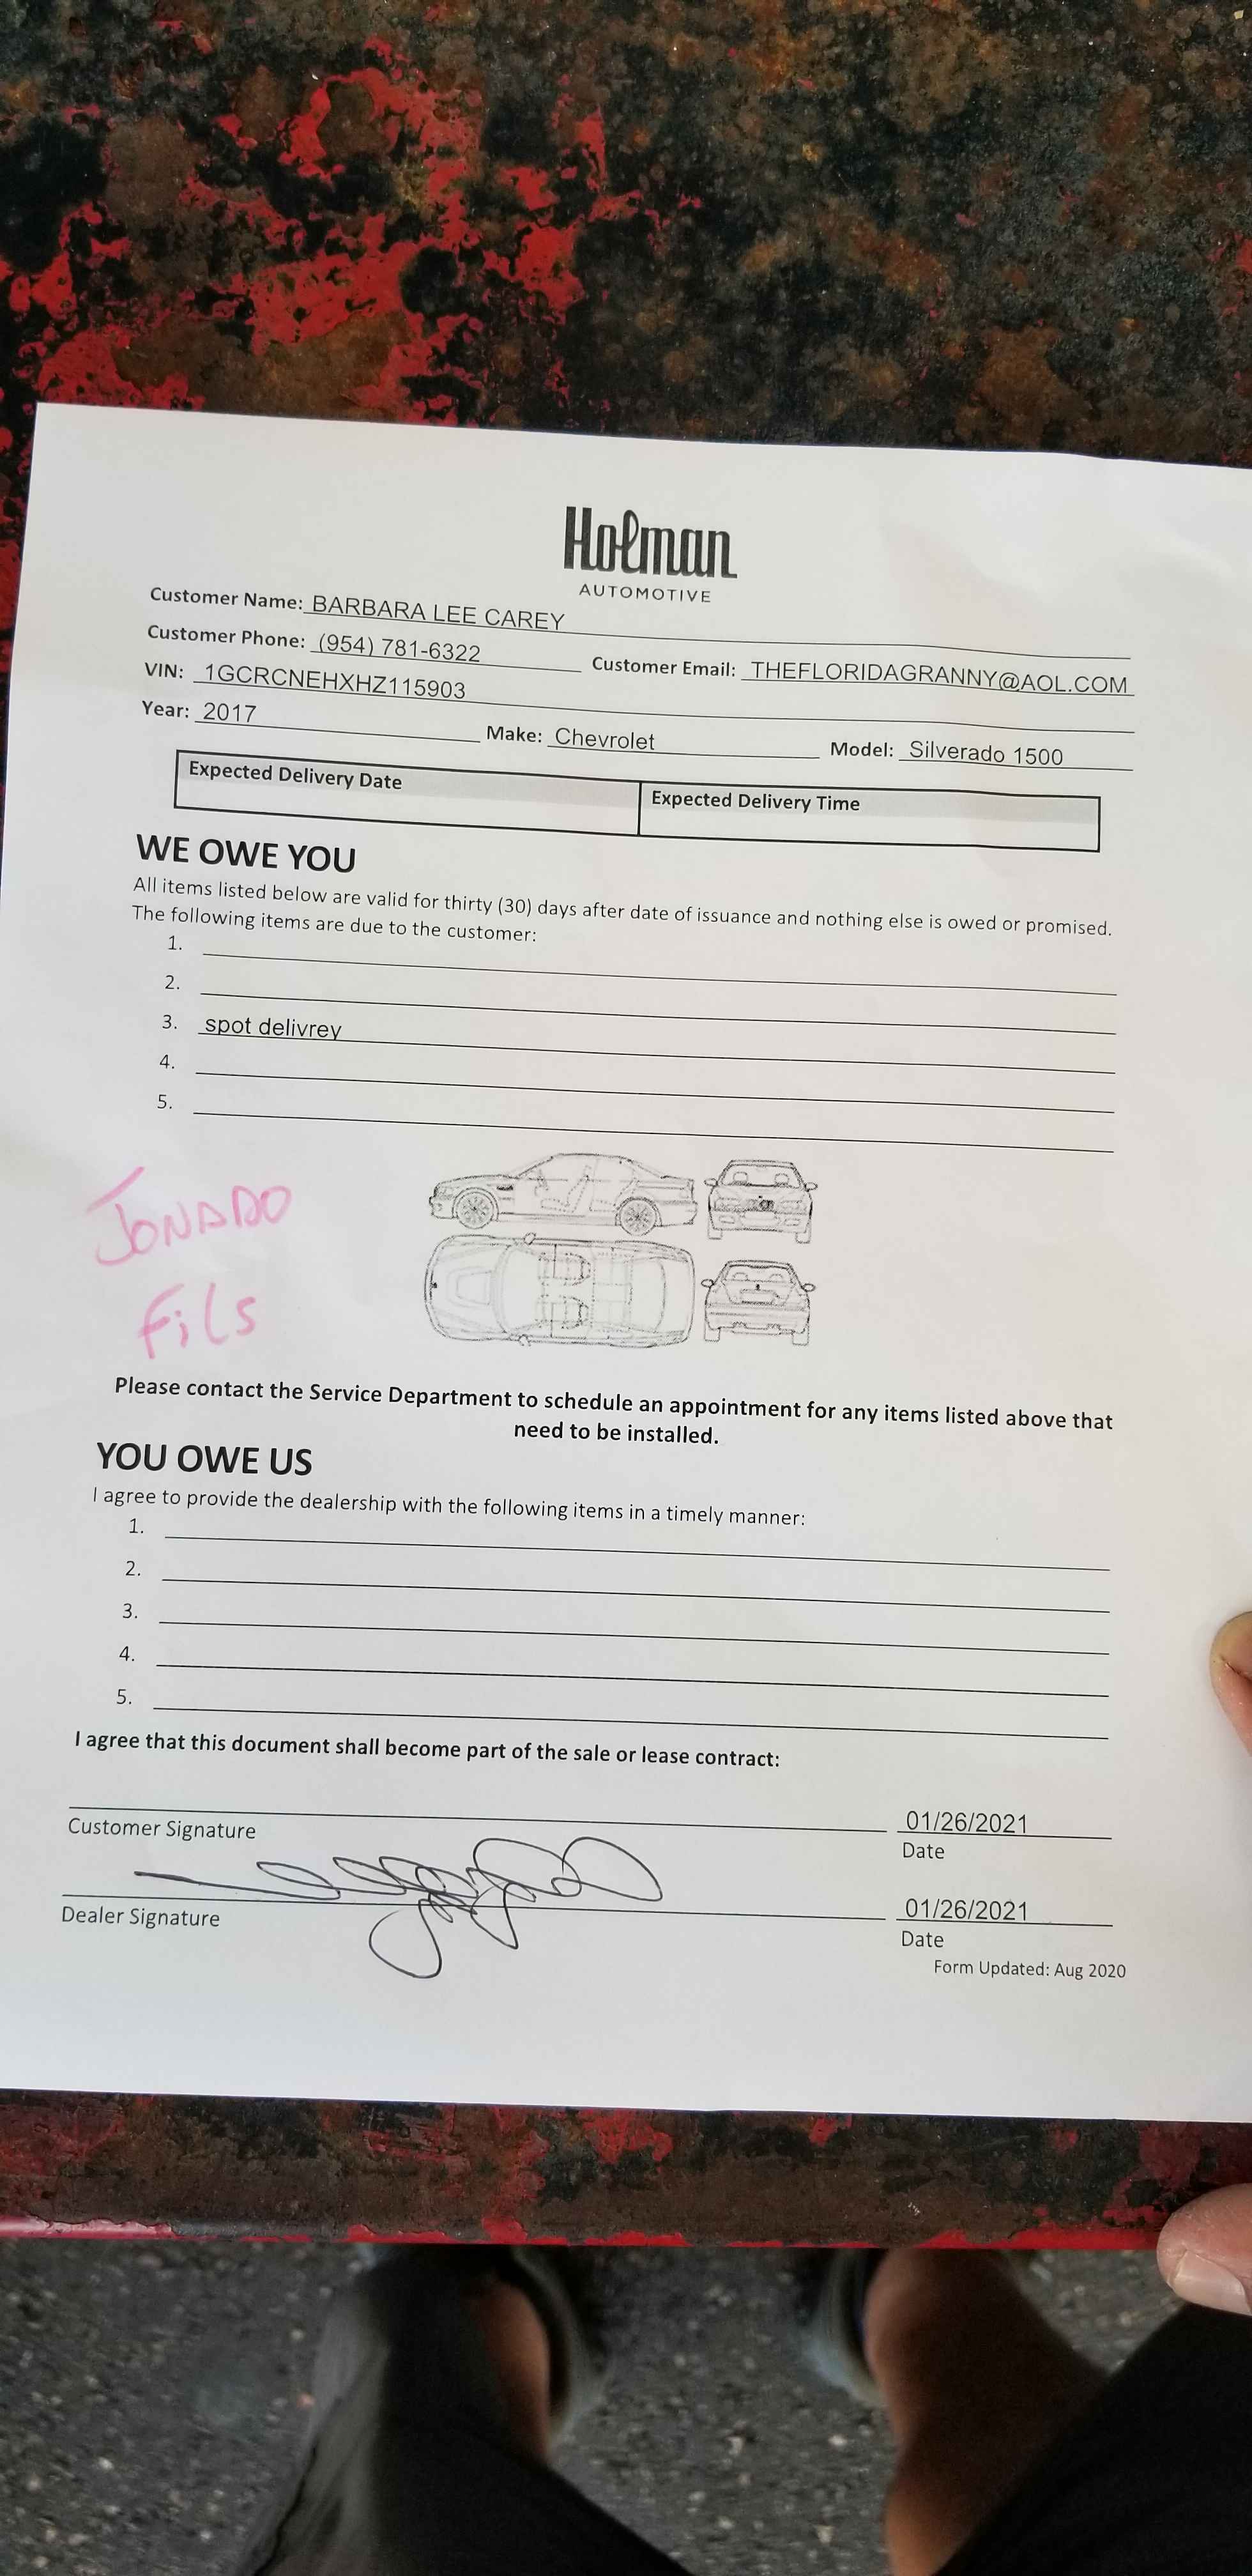 Holman
AUTOMOTIVE
Customer Name: BARBARA LEE CAREY
Customer Phone: (954) 781-6322 Customer Email: THEFLORIDAGRANNY@AOL.COM
VIN: 1GCRCNEHXHZ115903
Year: 2017 Make: Chevrolet Model: Silverado 1500
Expected Delivery Date Expected Delivery Time
WE OWE YOU
All items listed below are valid for thirty (30) days after date of issuance and nothing else is owed or promised.
The following items are due to the customer:
1.
2.
3. spot delivrey
4.
5.
JONADO
Fils
Please contact the Service Department to schedule an appointment for any items listed above that
need to be installed.
YOU OWE US
I agree to provide the dealership with the following items in a timely manner:
1.
2.
3.
4.
5.
I agree that this document shall become part of the sale or lease contract:
01/26/2021
Customer Signature Date
01/26/2021
Dealer Signature Date
Form Updated: Aug 2020